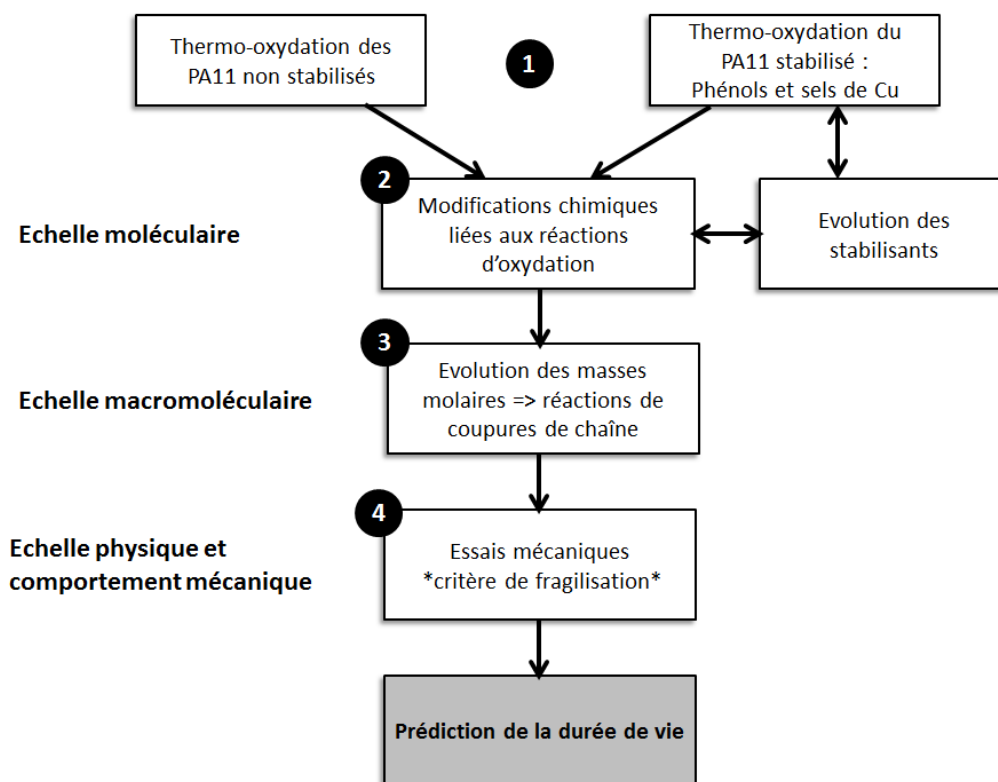 Thermo-oxydation des
PA11 non stabilisés
1
Thermo-oxydation du
PA11 stabilisé :
Phénols et sels de Cu
2
Echelle moléculaire
Modifications chimiques
liées aux réactions
d'oxydation
Evolution des
stabilisants
3
Echelle macromoléculaire
Evolution des masses
molaires => réactions de
coupures de chaîne
4
Echelle physique et
comportement mécanique
Essais mécaniques
*critère de fragilisation*
Prédiction de la durée de vie